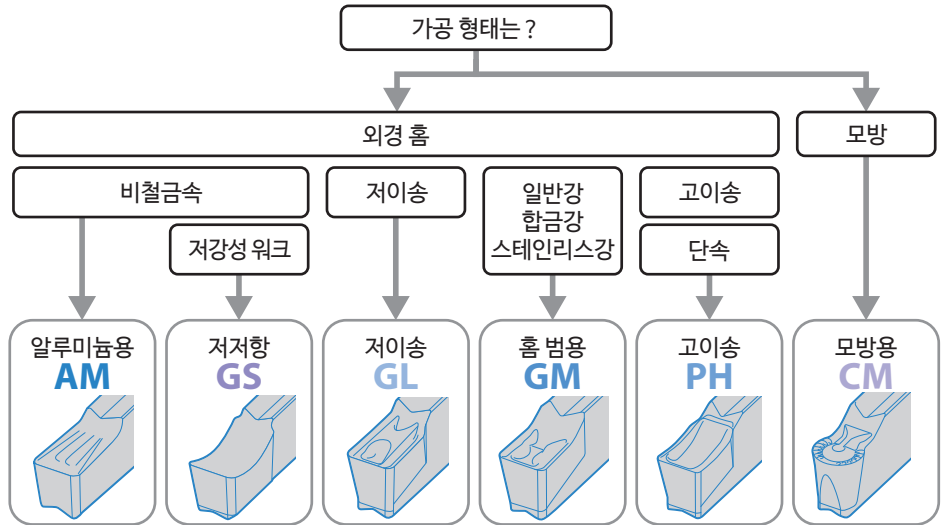 가공 형태는 ?
외경 홈
모방
비철금속
저이송
일반강
합금강
스테인리스강
고이송
저강성 워크
단속
알루미늄용
AM
저저항
GS
저이송
GL
홈 범용
GM
고이송
PH
모방용
CM